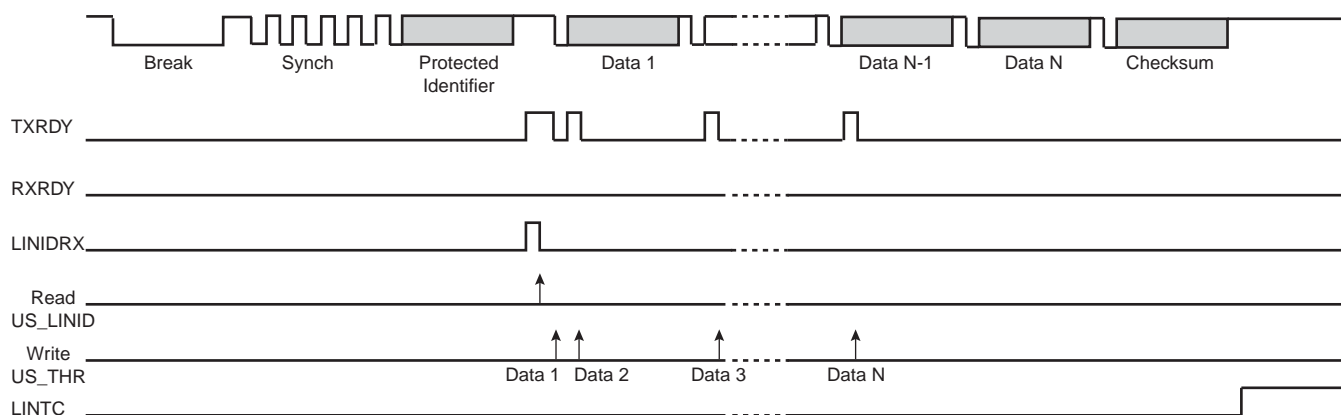 Break
Synch
Protected
Identifier
Data 1
Data N-1
Data N
Checksum
TXRDY
RXRDY
LINIDRX
Read
US_LINID
Write
US_THR
Data 1
Data 2
Data 3
Data N
LINTC